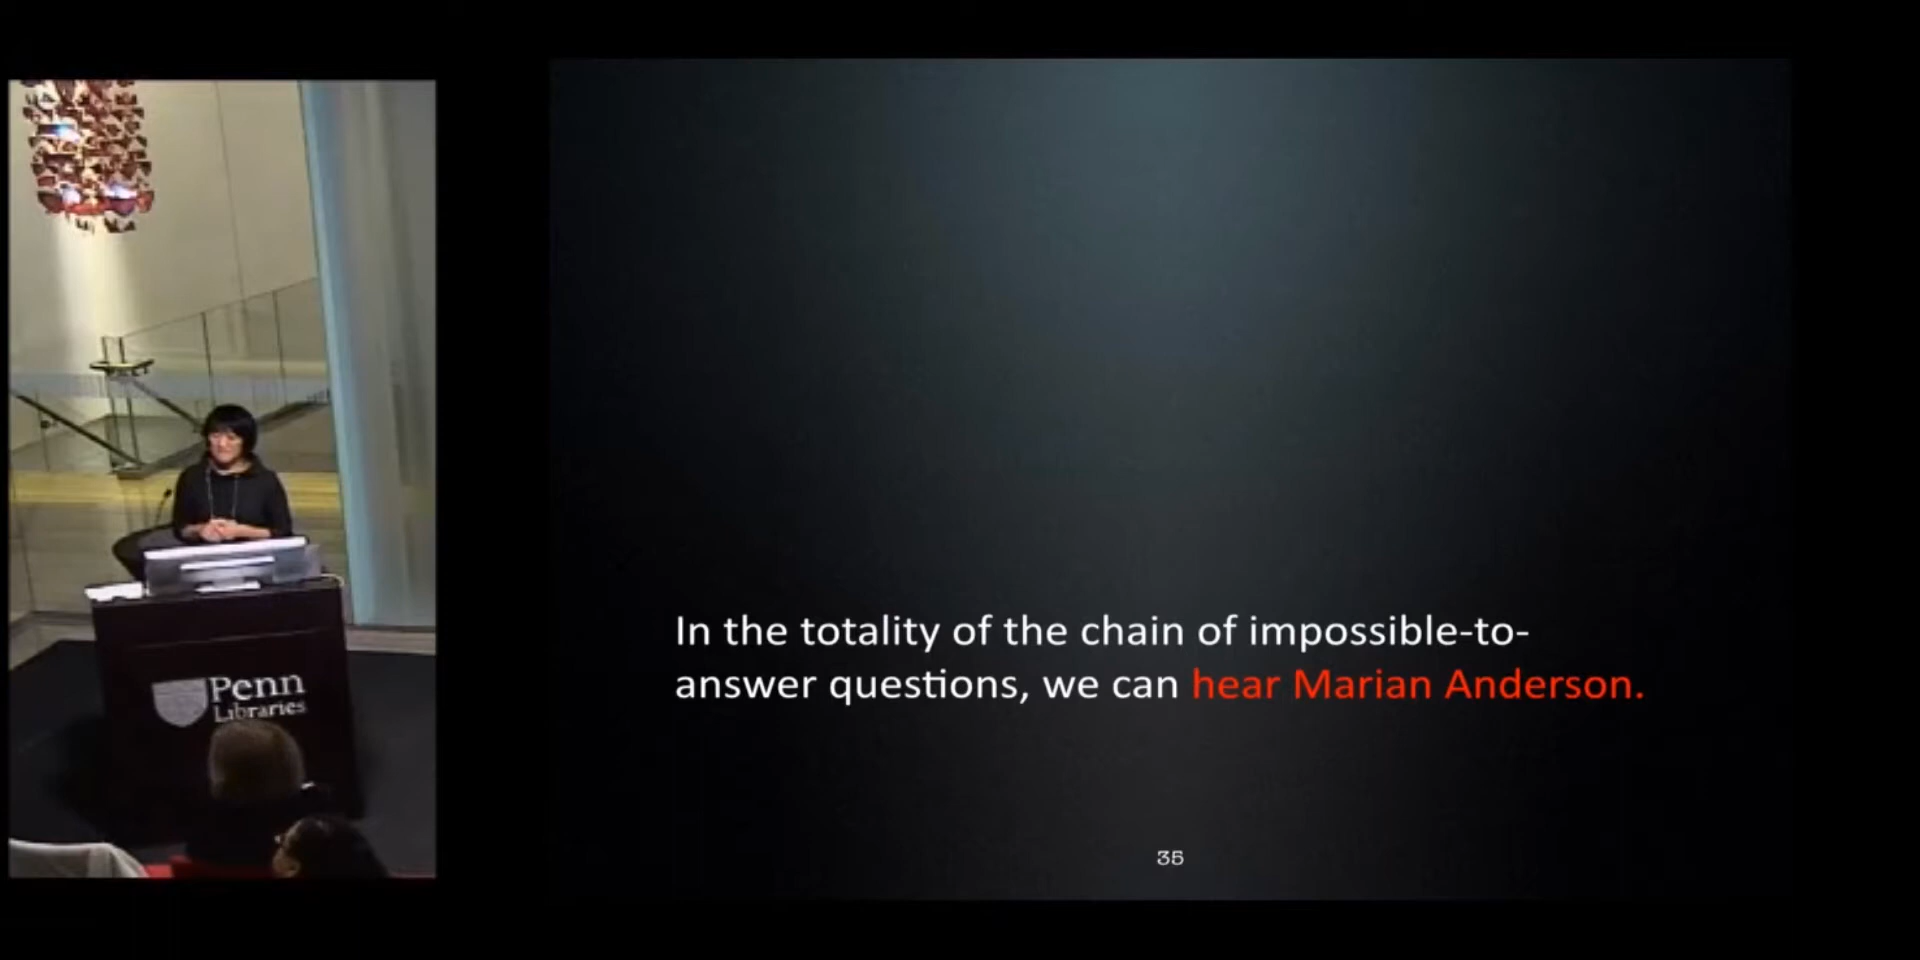 Penn
Libraries
In the totality of the chain of impossible-to-
answer questions, we can hear Marian Anderson.
35